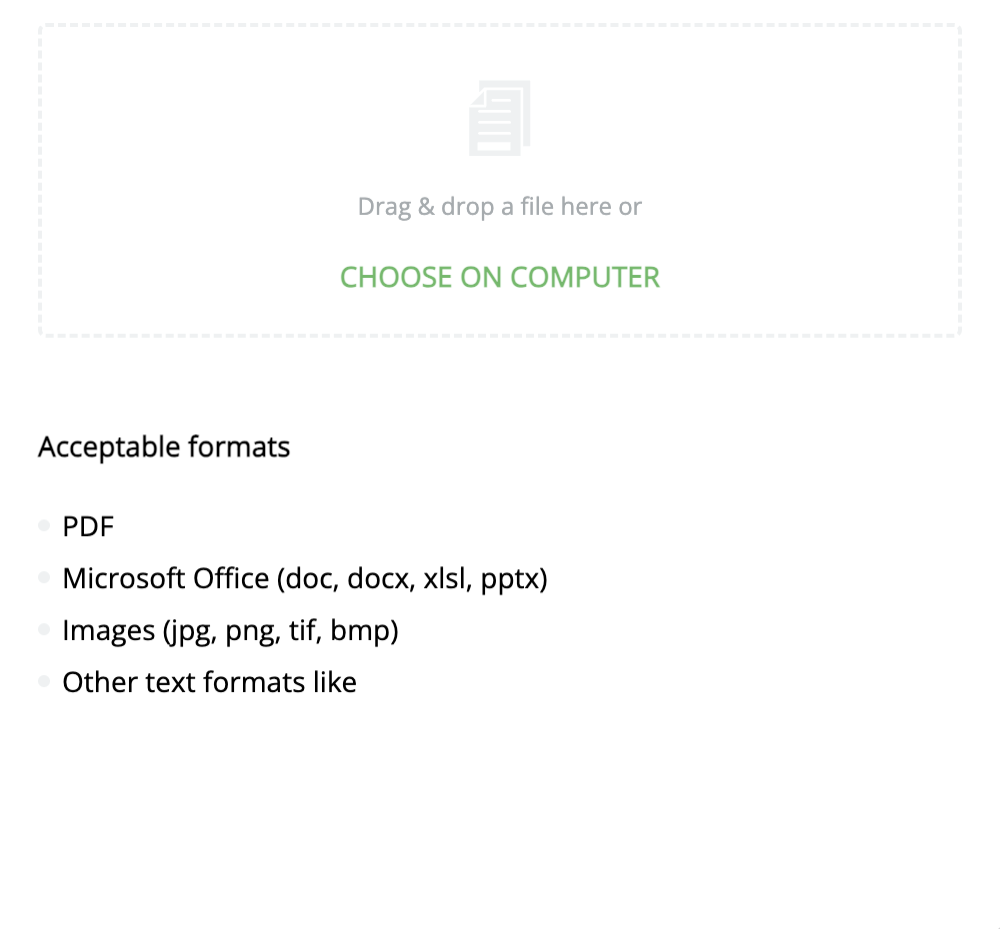 Drag & drop a file here or
CHOOSE ON COMPUTER
Acceptable formats
PDF
Microsoft Office (doc, docx, xlsl, pptx)
Images (jpg, png, tif, bmp)
Other text formats like